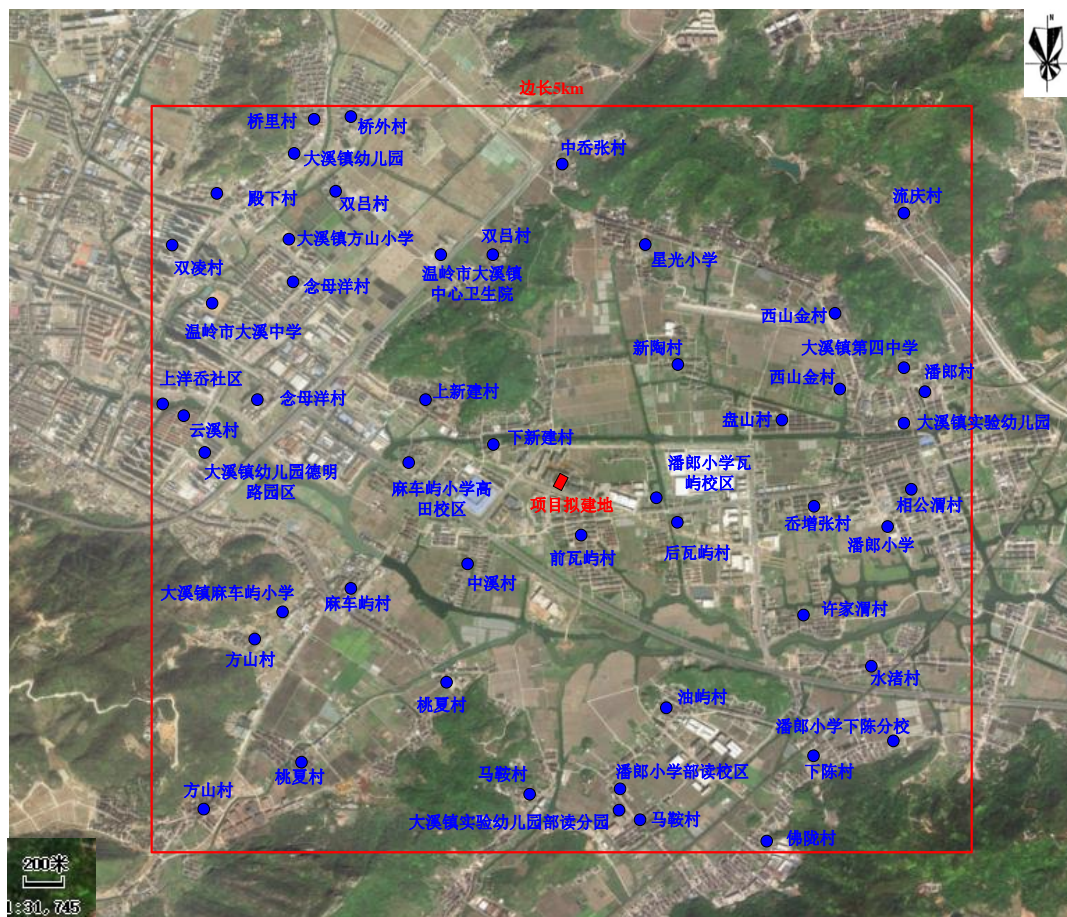 N
边长5km
桥里村
桥外村
大溪镇幼儿园
中岙张村
殿下村
双吕村
流庆村
大溪镇方山小学
双吕村
双凌村
温岭市大溪镇
中心卫生院
星光小学
念母洋村
温岭市大溪中学
西山金村
新陶村
大溪镇第四中学
上洋岙社区
西山金村
潘郎村
念母洋村
上新建村
云溪村
盘山村
大溪镇实验幼儿园
下新建村
大溪镇幼儿园德明
路园区
麻车屿小学高
田校区
潘郎小学瓦
屿校区
项目拟建地
相公渭村
岙增张村
潘郎小学
前瓦屿村
后瓦屿村
中溪村
大溪镇麻车屿小学
麻车屿村
许家渭村
方山村
水渚村
桃夏村
油屿村
潘郎小学下陈分校
桃夏村
马鞍村
潘郎小学部读校区
下陈村
方山村
大溪镇实验幼儿园部读分园
马鞍村
佛陇村
200米
1:31,745